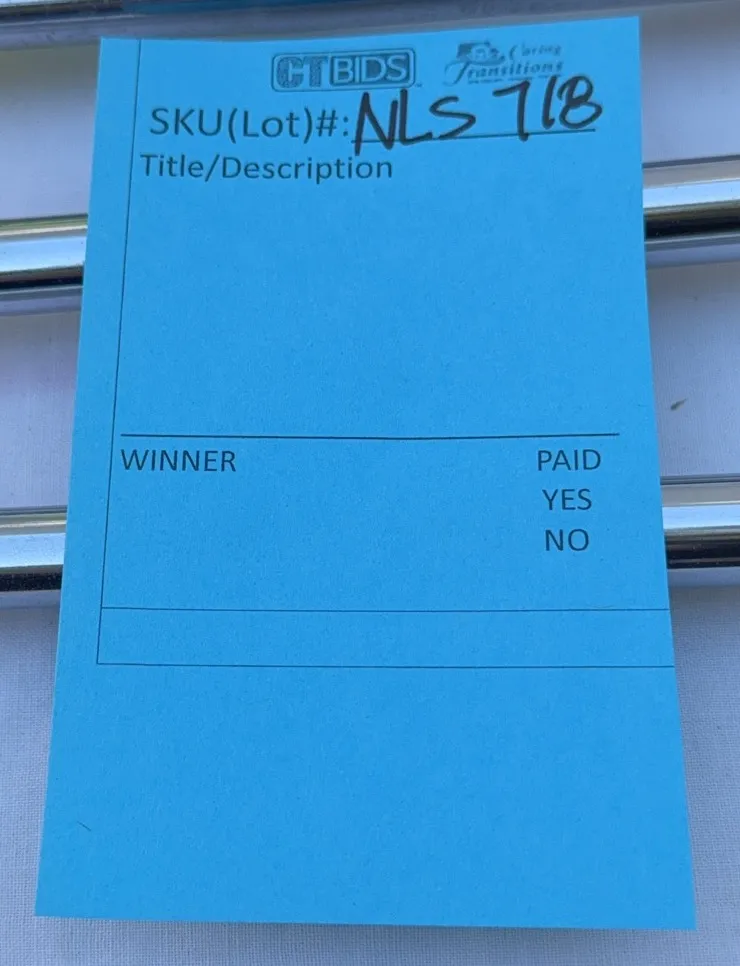 CTBIDS
Caring Transitions
SKU(Lot)#: NLS 718
Title/Description
WINNER
PAID
YES
NO